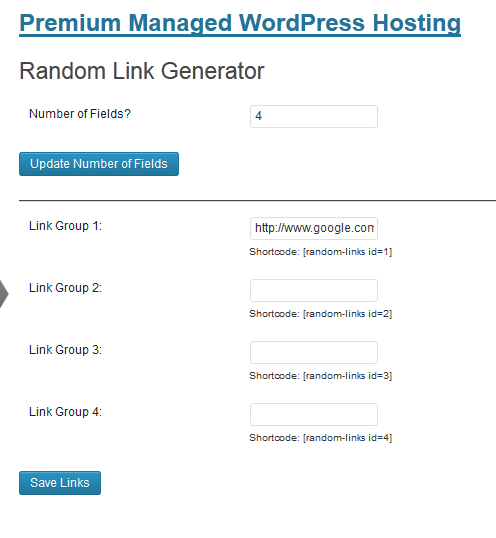 Premium Managed WordPress Hosting
Random Link Generator
Number of Fields? 4
Update Number of Fields
Link Group 1: http://www.google.com
Shortcode: [random-links id=1]
Link Group 2:
Shortcode: [random-links id=2]
Link Group 3:
Shortcode: [random-links id=3]
Link Group 4:
Shortcode: [random-links id=4]
Save Links